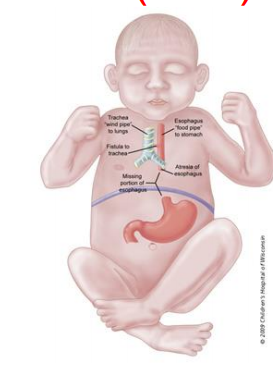 Trachea
"wind pipe"
to lungs
Esophagus
"food pipe"
to stomach
Fistula to
trachea
Atresia of
esophagus
Missing
portion of
esophagus
© 2009 Children's Hospital of Wisconsin